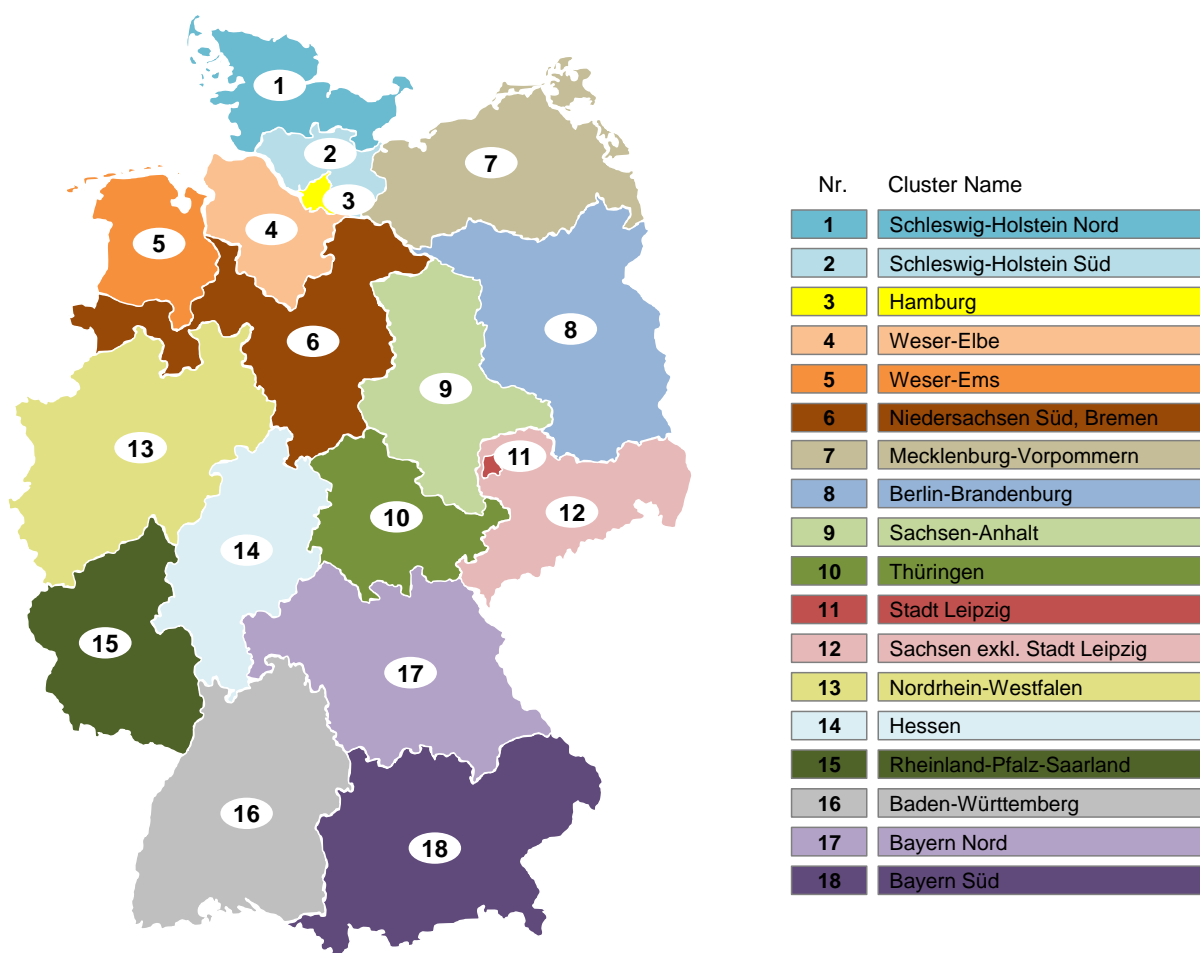 1
2
3
7
4
5
6
8
9
13
11
12
10
14
15
17
16
18
Nr. Cluster Name
1 Schleswig-Holstein Nord
2 Schleswig-Holstein Süd
3 Hamburg
4 Weser-Elbe
5 Weser-Ems
6 Niedersachsen Süd, Bremen
7 Mecklenburg-Vorpommern
8 Berlin-Brandenburg
9 Sachsen-Anhalt
10 Thüringen
11 Stadt Leipzig
12 Sachsen exkl. Stadt Leipzig
13 Nordrhein-Westfalen
14 Hessen
15 Rheinland-Pfalz-Saarland
16 Baden-Württemberg
17 Bayern Nord
18 Bayern Süd